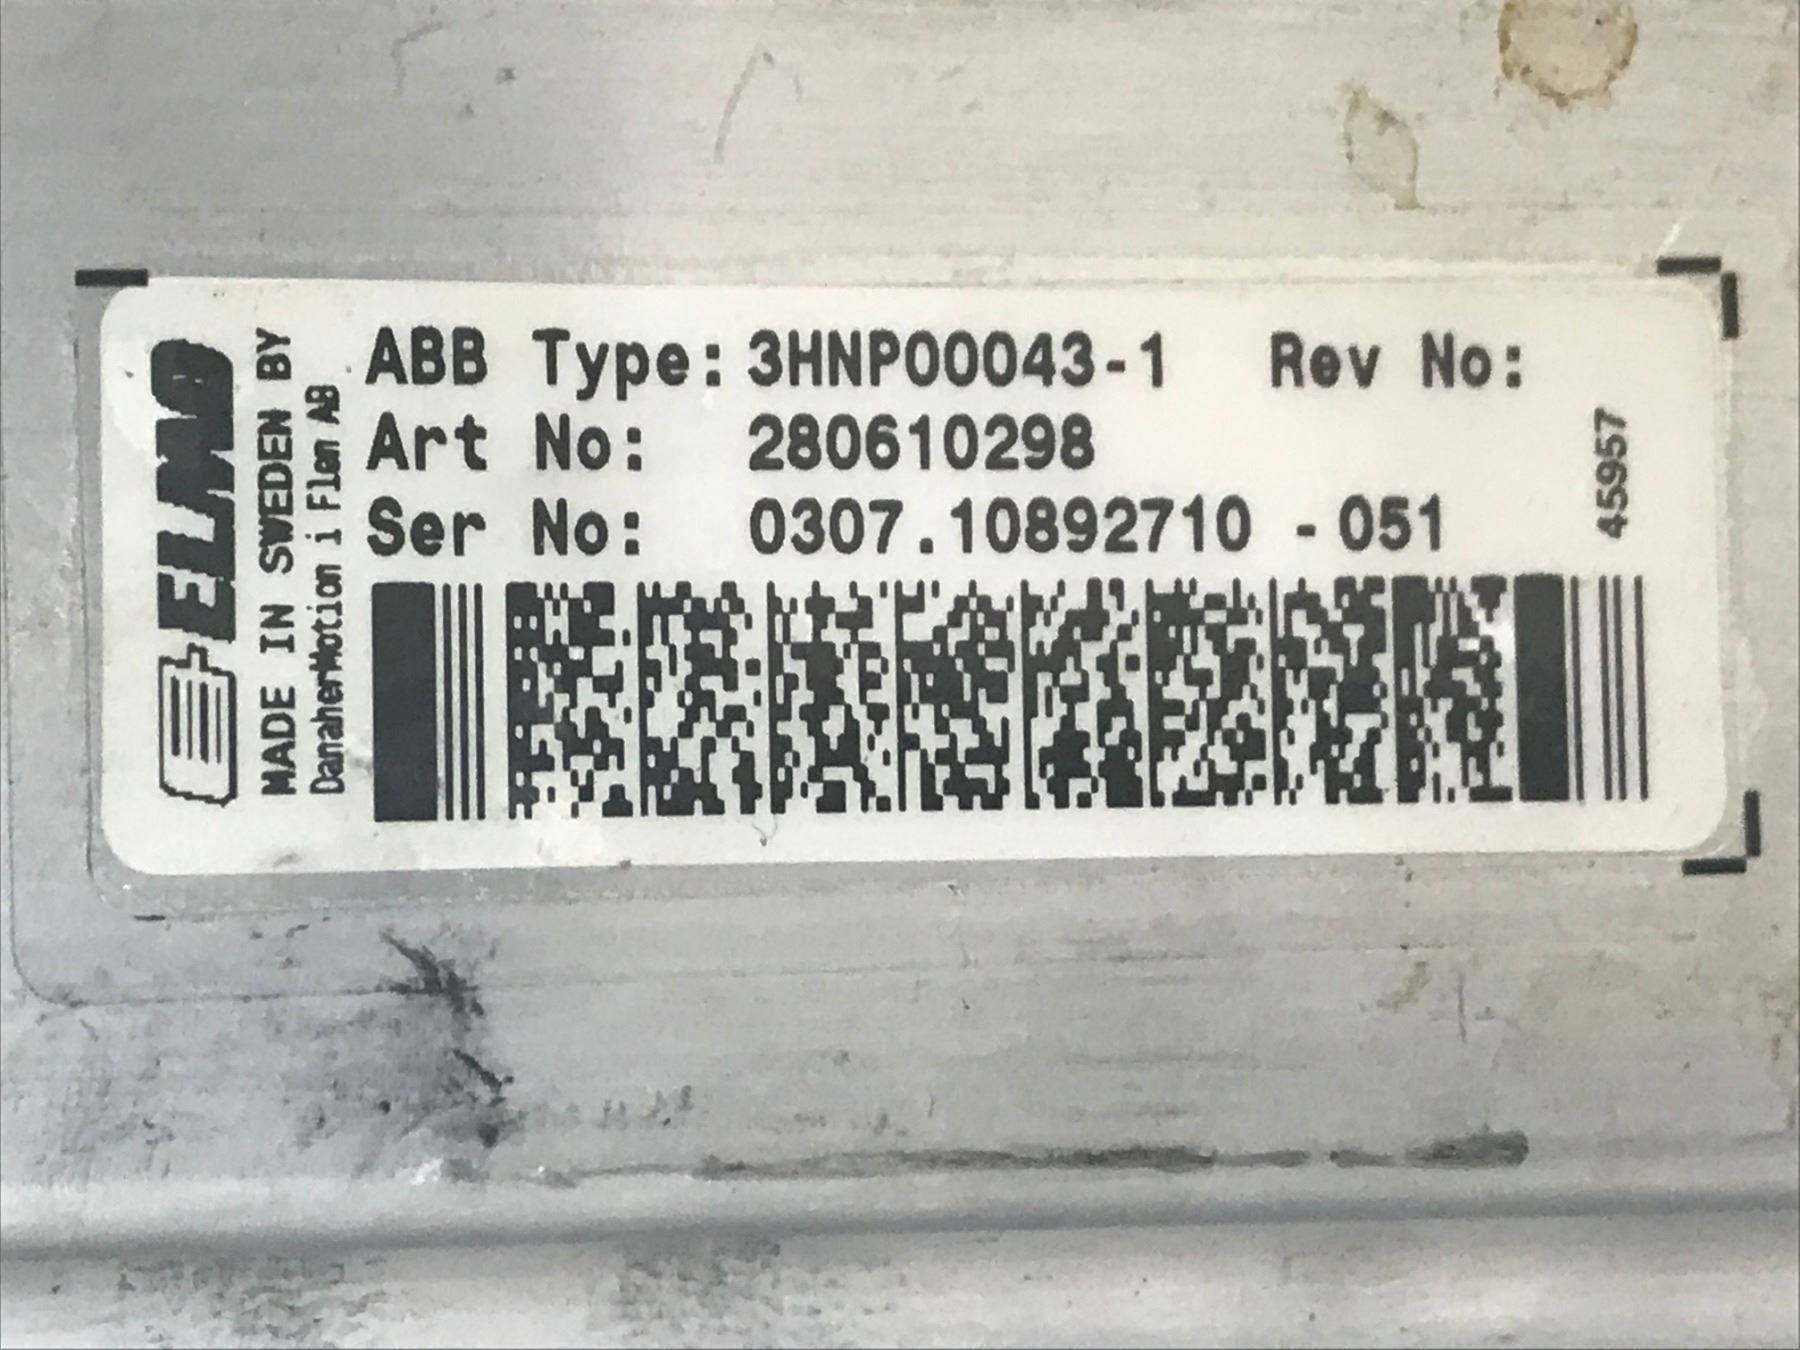 ELMO
MADE IN SWEDEN BY
DanaherMotion i Flen AB
ABB Type: 3HNP00043-1 Rev No:
Art No: 280610298
Ser No: 0307.10892710 -051
45957